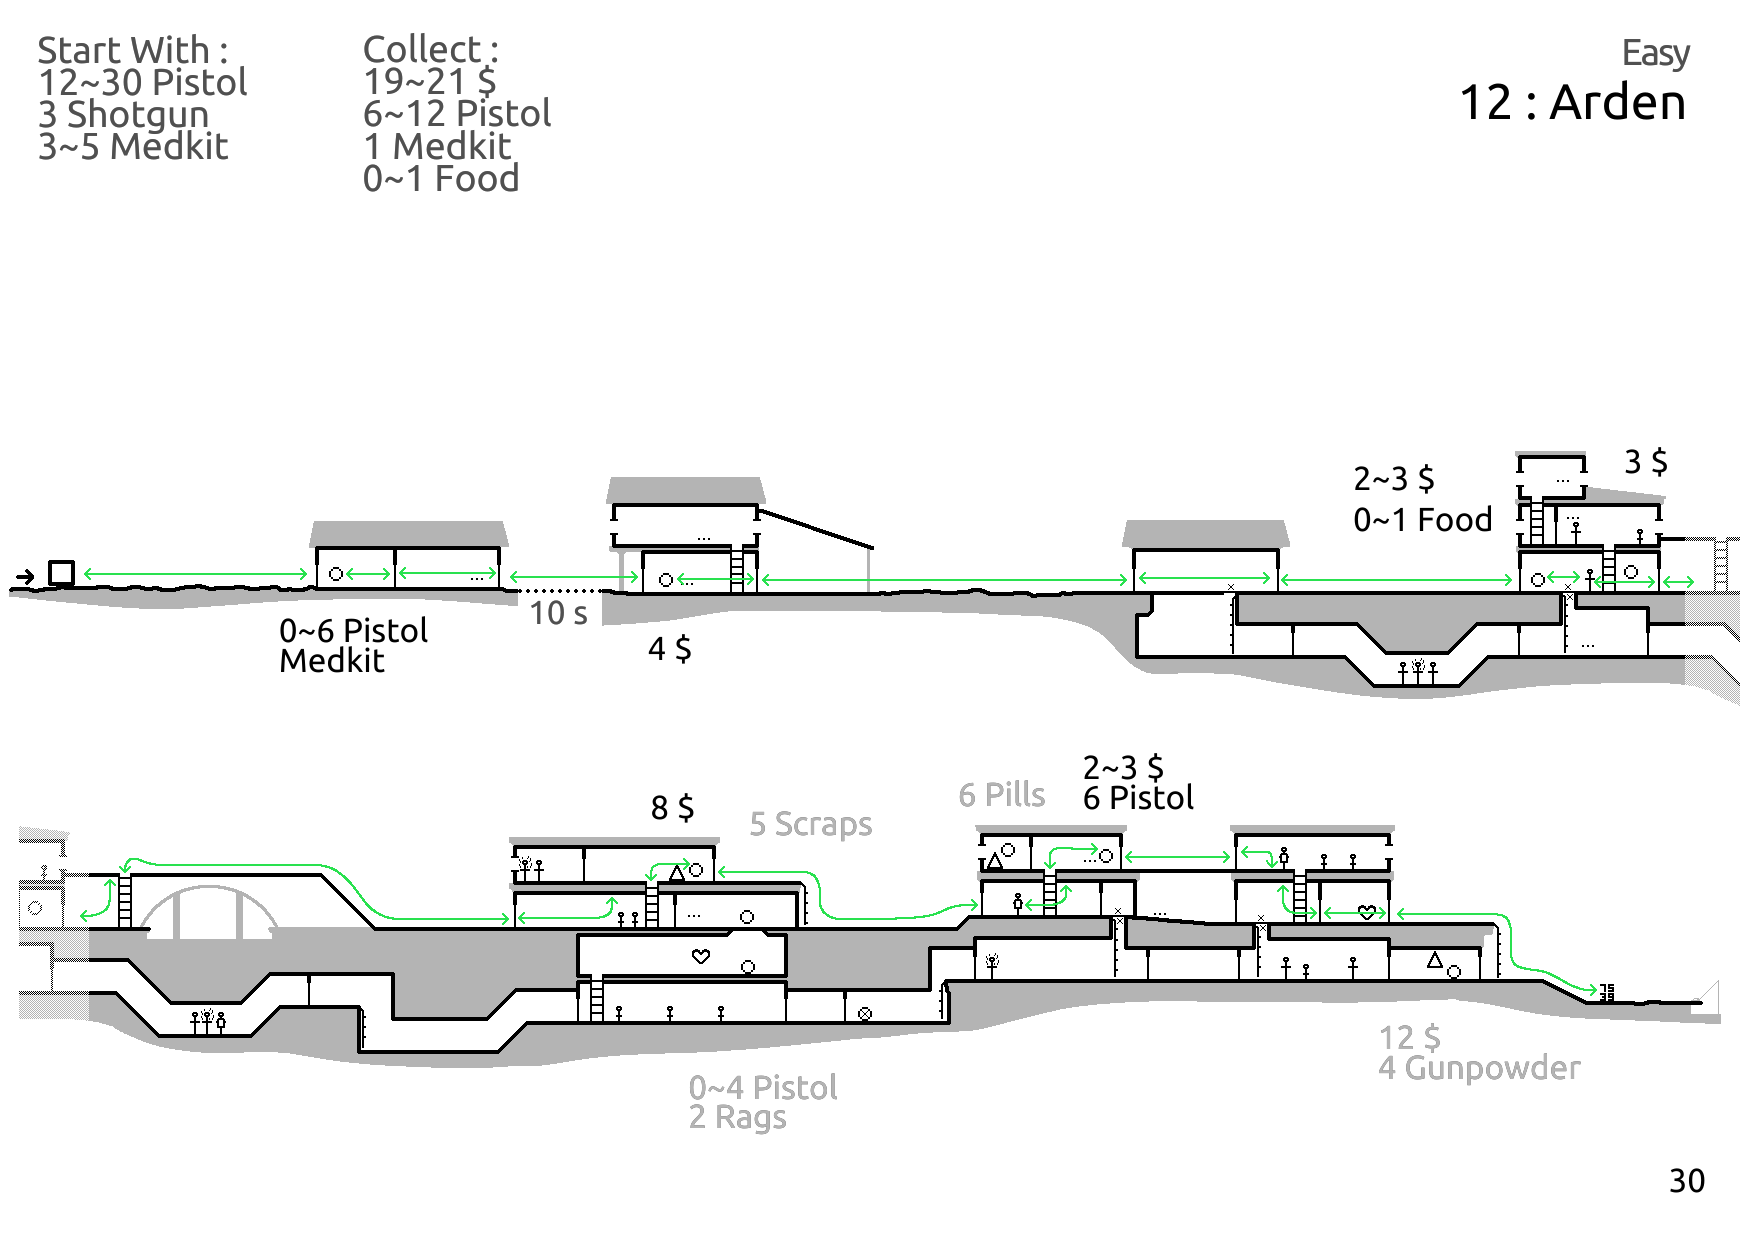 Start With :
12~30 Pistol
3 Shotgun
3~5 Medkit
Collect :
19~21 $
6~12 Pistol
1 Medkit
0~1 Food
Easy
12 : Arden
0~6 Pistol
Medkit
10 s
4 $
2~3 $
0~1 Food
3 $
8 $
5 Scraps
6 Pills
2~3 $
6 Pistol
0~4 Pistol
2 Rags
12 $
4 Gunpowder
30